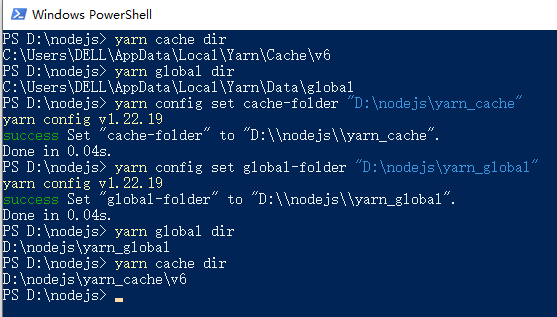 Windows PowerShell
PS D:\nodejs> yarn cache dir
C:\Users\DELL\AppData\Local\Yarn\Cache\v6
PS D:\nodejs> yarn global dir
C:\Users\DELL\AppData\Local\Yarn\Data\global
PS D:\nodejs> yarn config set cache-folder "D:\nodejs\yarn_cache"
yarn config v1.22.19
success Set "cache-folder" to "D:\\nodejs\\yarn_cache".
Done in 0.04s.
PS D:\nodejs> yarn config set global-folder "D:\nodejs\yarn_global"
yarn config v1.22.19
success Set "global-folder" to "D:\\nodejs\\yarn_global".
Done in 0.04s.
PS D:\nodejs> yarn global dir
D:\nodejs\yarn_global
PS D:\nodejs> yarn cache dir
D:\nodejs\yarn_cache\v6
PS D:\nodejs>